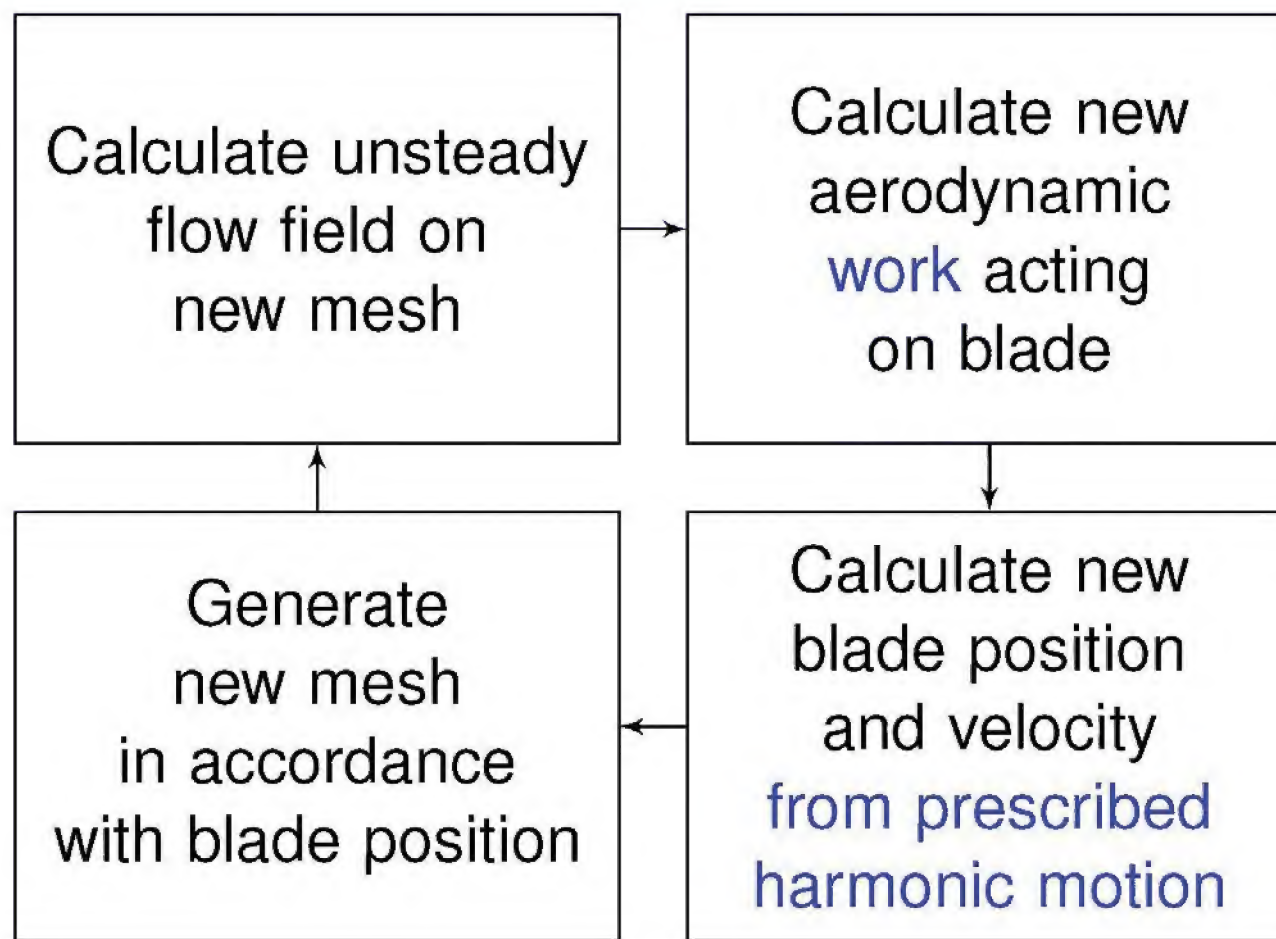 Calculate unsteady
flow field on
new mesh
Calculate new
aerodynamic
work acting
on blade
Generate
new mesh
in accordance
with blade position
Calculate new
blade position
and velocity
from prescribed
harmonic motion